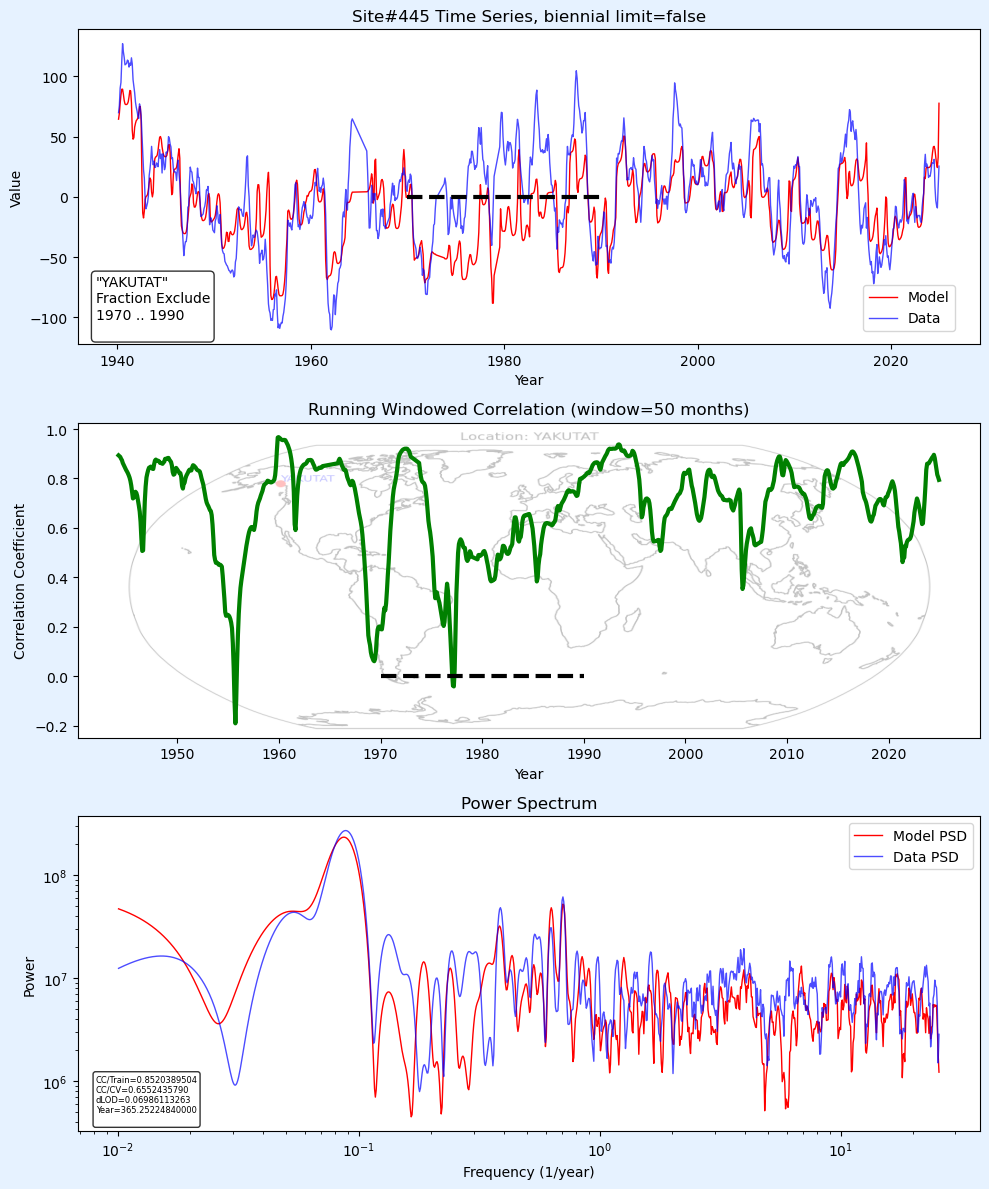 Site#445 Time Series, biennial limit=false
Value
100
50
0
−50
−100
"YAKUTAT"
Fraction Exclude
1970 .. 1990
Model
Data
1940
1960
1980
2000
2020
Year
Running Windowed Correlation (window=50 months)
Correlation Coefficient
1.0
0.8
0.6
0.4
0.2
0.0
−0.2
Location: YAKUTAT
YAKUTAT
1950
1960
1970
1980
1990
2000
2010
2020
Year
Power Spectrum
Power
10^8
10^7
10^6
Model PSD
Data PSD
CC/Train=0.8520389504
CC/CV=0.6552435790
dLOD=0.06986113263
Year=365.25224840000
10^−2
10^−1
10^0
10^1
Frequency (1/year)